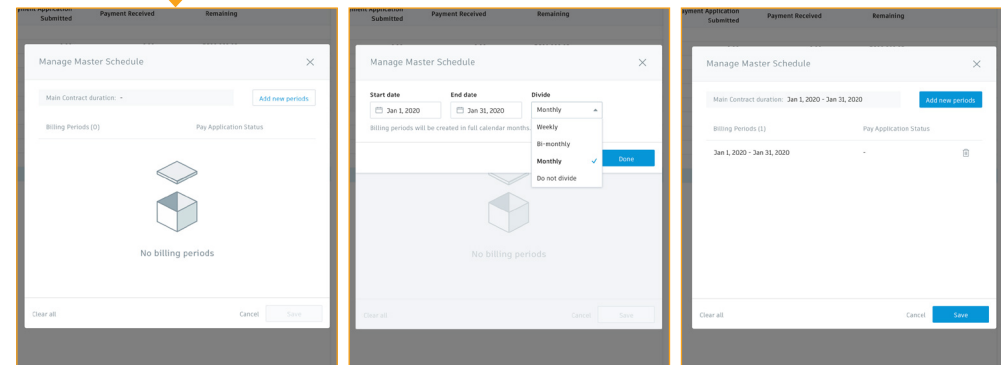 Payment Application
Submitted
Payment Received
Remaining
Manage Master Schedule
Main Contract duration: -
Add new periods
Billing Periods (0)
Pay Application Status
No billing periods
Clear all
Cancel
Save
Payment Received
Remaining
Submitted
Manage Master Schedule
Start date
End date
Divide
Jan 1, 2020
Jan 31, 2020
Monthly
Billing periods will be created in full calendar months.
Weekly
Bi-monthly
Monthly
Do not divide
Done
No billing periods
Clear all
Cancel
Save
Payment Application
Submitted
Payment Received
Remaining
Manage Master Schedule
Main Contract duration: Jan 1, 2020 - Jan 31, 2020
Add new periods
Billing Periods (1)
Pay Application Status
Jan 1, 2020 - Jan 31, 2020
-
Clear all
Cancel
Save